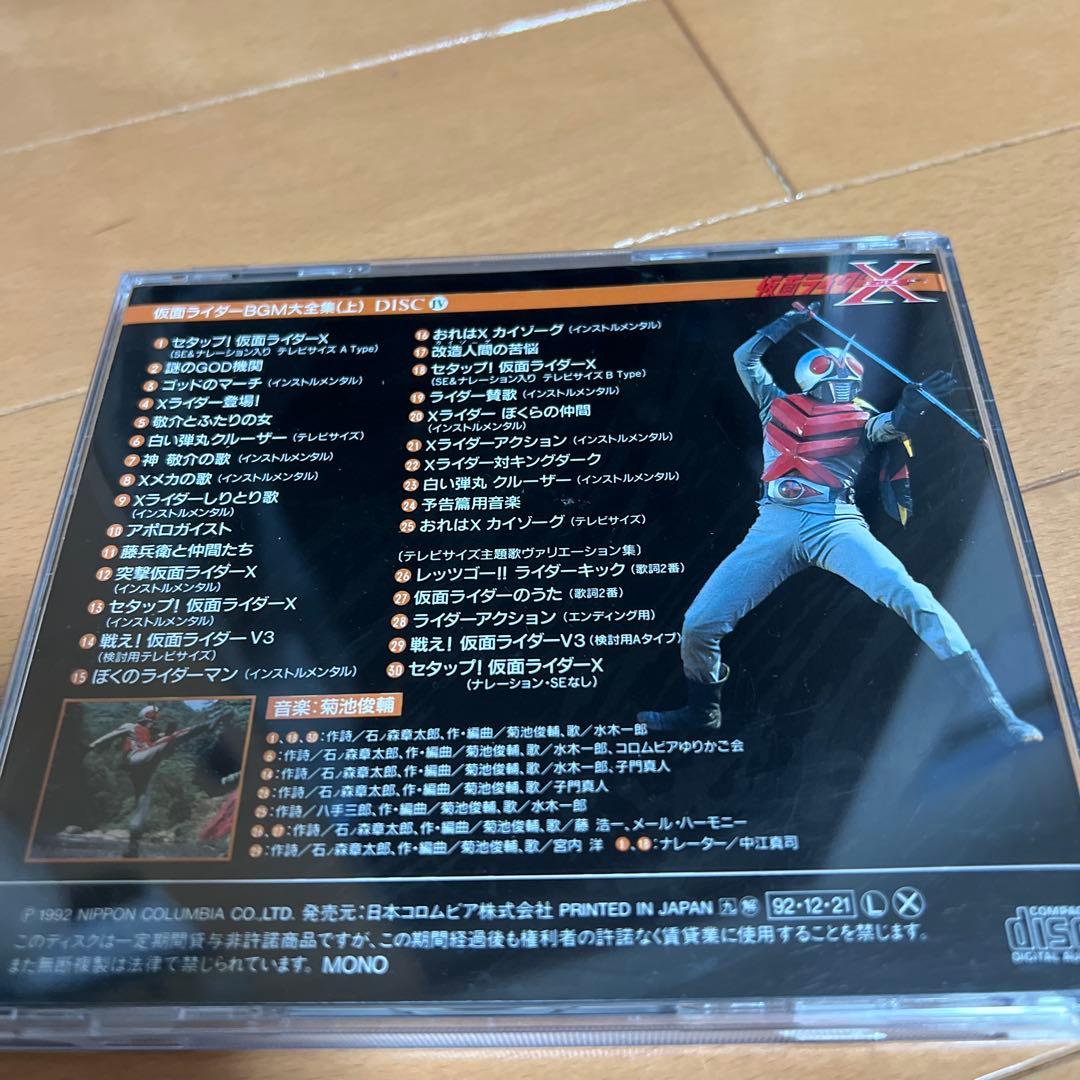 仮面ライダーX
仮面ライダーBGM大全集(上) DISC IV
1 セタップ! 仮面ライダーX
(SE&ナレーション入り テレビサイズ A Type)
2 謎のGOD機関
3 ゴッドのマーチ (インストルメンタル)
4 Xライダー登場!
5 敬介とふたりの女
6 白い弾丸クルーザー (テレビサイズ)
7 神 敬介の歌 (インストルメンタル)
8 Xメカの歌 (インストルメンタル)
9 Xライダーしりとり歌
(インストルメンタル)
10 アポロガイスト
11 藤兵衛と仲間たち
12 突撃仮面ライダーX
(インストルメンタル)
13 セタップ! 仮面ライダーX
(インストルメンタル)
14 戦え! 仮面ライダーV3
(検討用テレビサイズ)
15 ぼくのライダーマン (インストルメンタル)
16 おれはX カイゾーグ (インストルメンタル)
17 改造人間の苦悩
18 セタップ! 仮面ライダーX
(SE&ナレーション入り テレビサイズ B Type)
19 ライダー賛歌 (インストルメンタル)
20 Xライダー ぼくらの仲間
(インストルメンタル)
21 Xライダーアクション (インストルメンタル)
22 Xライダー対キングダーク
23 白い弾丸 クルーザー (インストルメンタル)
24 予告篇用音楽
25 おれはX カイゾーグ (テレビサイズ)
〔テレビサイズ主題歌ヴァリエーション集〕
26 レッツゴー!! ライダーキック (歌詞2番)
27 仮面ライダーのうた (歌詞2番)
28 ライダーアクション (エンディング用)
29 戦え! 仮面ライダーV3 (検討用Aタイプ)
30 セタップ! 仮面ライダーX
(ナレーション・SEなし)
音楽:菊池俊輔
1、18、30:作詩/石ノ森章太郎、作・編曲/菊池俊輔、歌/水木一郎
6:作詩/石ノ森章太郎、作・編曲/菊池俊輔、歌/水木一郎、コロムビアゆりかご会
14:作詩/石ノ森章太郎、作・編曲/菊池俊輔、歌/水木一郎、子門真人
28:作詩/石ノ森章太郎、作・編曲/菊池俊輔、歌/子門真人
25:作詩/八手三郎、作・編曲/菊池俊輔、歌/水木一郎
26、27:作詩/石ノ森章太郎、作・編曲/菊池俊輔、歌/藤 浩一、メール・ハーモニー
29:作詩/石ノ森章太郎、作・編曲/菊池俊輔、歌/宮内 洋 1、18:ナレーター/中江真司
Ⓟ 1992 NIPPON COLUMBIA CO.,LTD. 発売元:日本コロムビア株式会社 PRINTED IN JAPAN 九 解 92・12・21 Ⓛ Ⓧ
このディスクは一定期間貸与非許諾商品ですが、この期間経過後も権利者の許諾なく賃貸業に使用することを禁じます。
また無断複製は法律で禁じられています。 MONO